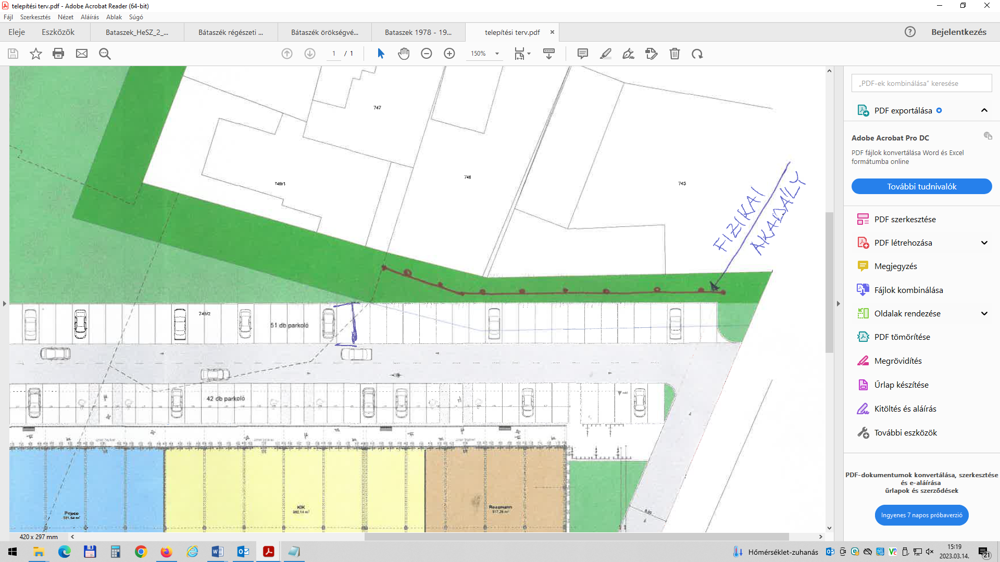 telepítési terv.pdf - Adobe Acrobat Reader (64-bit)
Fájl Szerkesztés Nézet Aláírás Ablak Súgó
Eleje Eszközök Bataszek_HeSZ_2_... Bátaszék régészeti ... Bátaszék örökségvé... Bataszek 1978 - 19... telepítési terv.pdf Bejelentkezés
1 / 1 150%
747
749/1
746
745
FIZIKAI
AKADÁLY
749/2
51 db parkoló
42 db parkoló
Pepco
KIK
Rossmann
420 x 297 mm
„PDF-ek kombinálása” keresése
PDF exportálása
Adobe Acrobat Pro DC
PDF fájlok konvertálása Word és Excel
formátumba online
További tudnivalók
PDF szerkesztése
PDF létrehozása
Megjegyzés
Fájlok kombinálása
Oldalak rendezése
PDF tömörítése
Megrövidítés
Űrlap készítése
Kitöltés és aláírás
További eszközök
PDF-dokumentumok konvertálása, szerkesztése
és e-aláírása
űrlapok és szerződések
Ingyenes 7 napos próbaverzió
Hőmérséklet-zuhanás
15:19
2023.03.14.
21